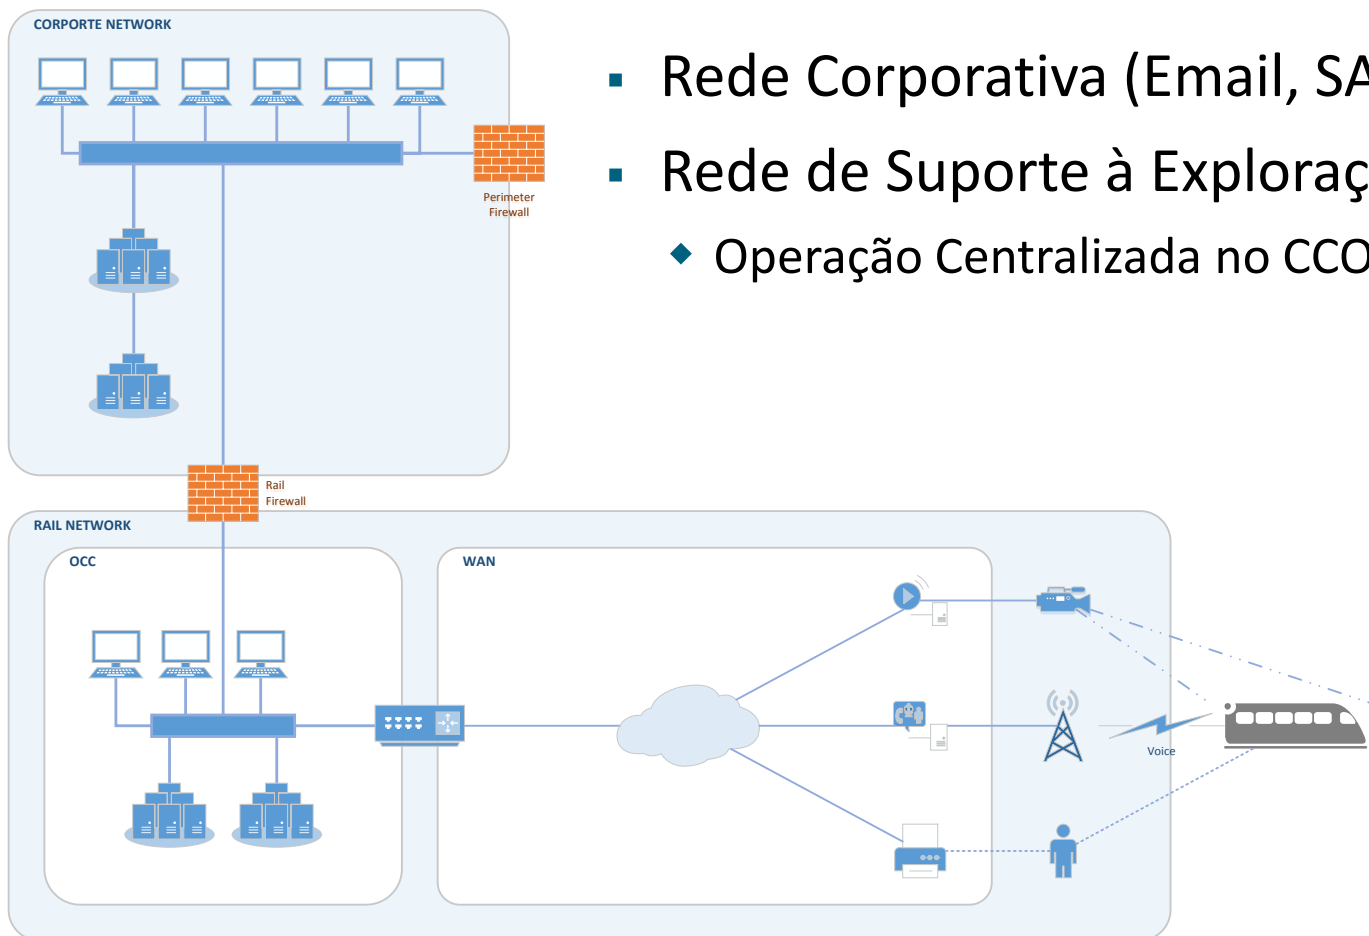 CORPORTE NETWORK
Rede Corporativa (Email, SA
Rede de Suporte à Exploraç
Operação Centralizada no CCO
Perimeter
Firewall
Rail
Firewall
RAIL NETWORK
OCC
WAN
Voice